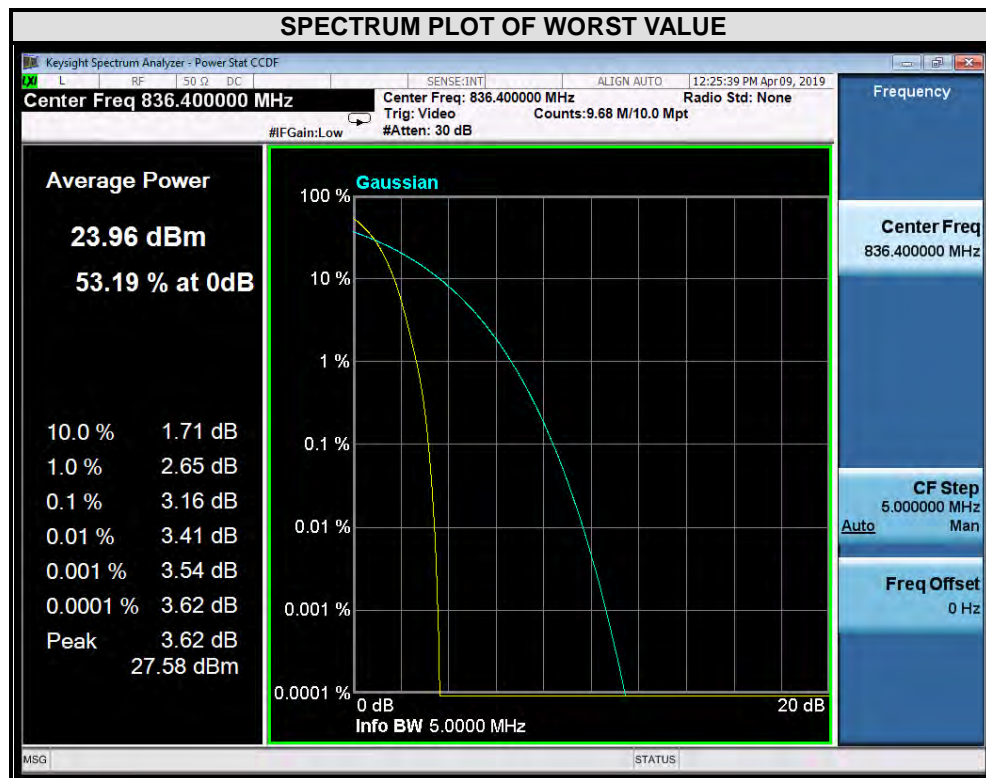 SPECTRUM PLOT OF WORST VALUE
Keysight Spectrum Analyzer - Power Stat CCDF
LXI L RF 50 Ω DC SENSE:INT ALIGN AUTO 12:25:39 PM Apr 09, 2019
Center Freq 836.400000 MHz
Center Freq: 836.400000 MHz Radio Std: None
Trig: Video Counts:9.68 M/10.0 Mpt
#IFGain:Low #Atten: 30 dB
Frequency
Average Power
23.96 dBm
53.19 % at 0dB
10.0 % 1.71 dB
1.0 % 2.65 dB
0.1 % 3.16 dB
0.01 % 3.41 dB
0.001 % 3.54 dB
0.0001 % 3.62 dB
Peak 3.62 dB
27.58 dBm
Gaussian
100 %
10 %
1 %
0.1 %
0.01 %
0.001 %
0.0001 %
0 dB 20 dB
Info BW 5.0000 MHz
Center Freq
836.400000 MHz
CF Step
5.000000 MHz
Auto Man
Freq Offset
0 Hz
MSG STATUS